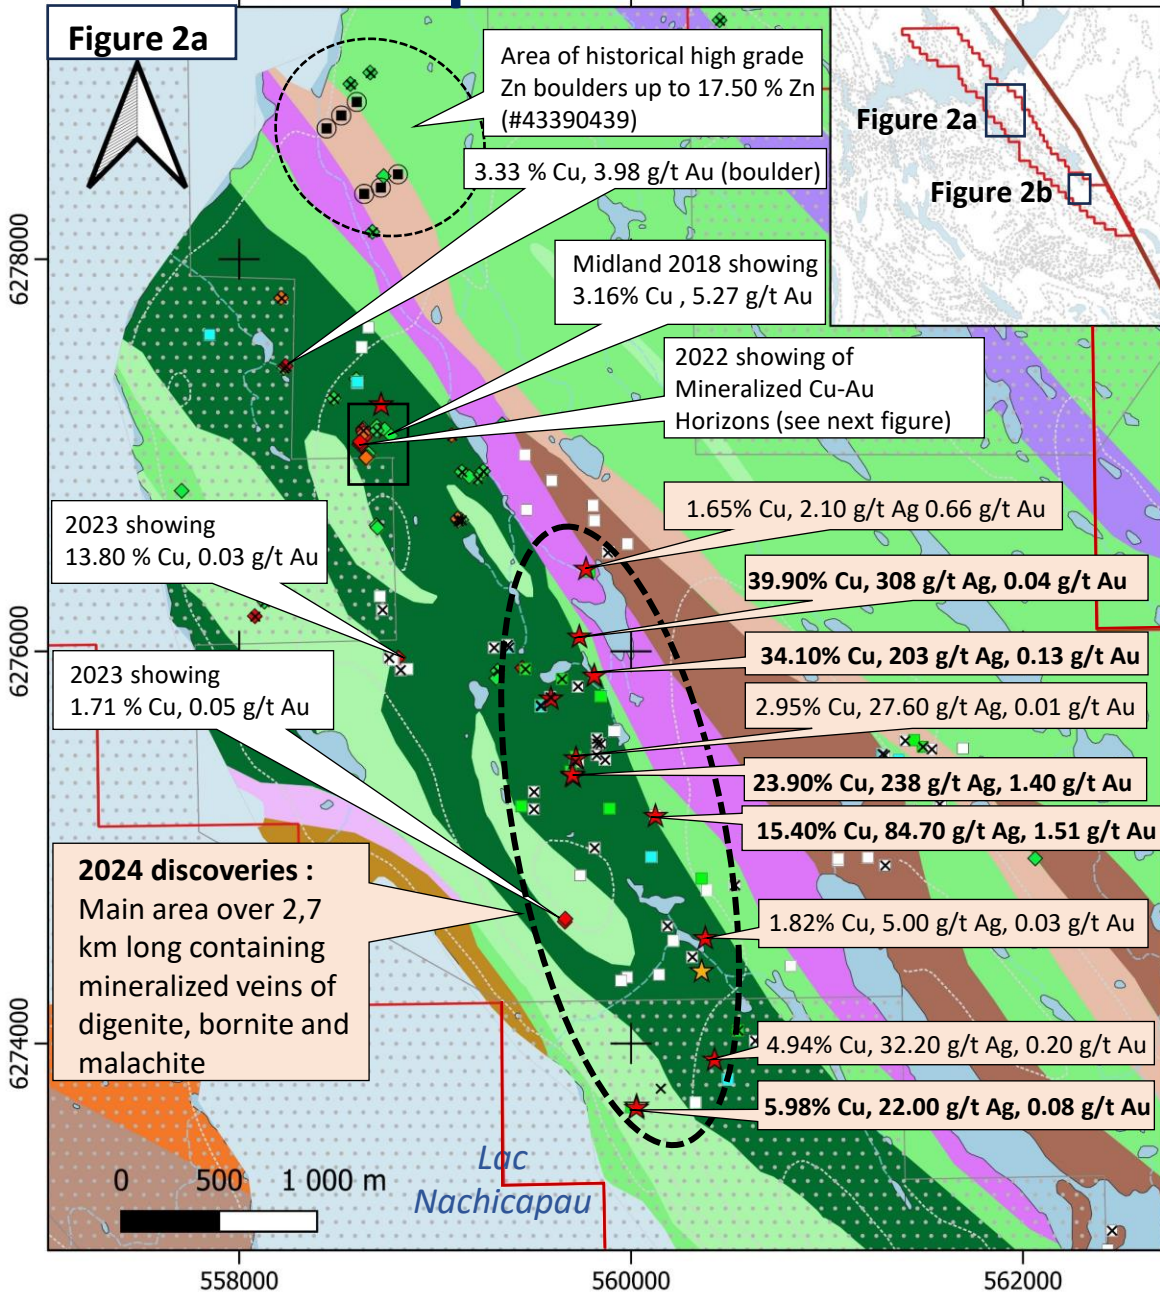 Figure 2a
Area of historical high grade
Zn boulders up to 17.50 % Zn
(#43390439)
Figure 2a
Figure 2b
3.33 % Cu, 3.98 g/t Au (boulder)
Midland 2018 showing
3.16% Cu , 5.27 g/t Au
2022 showing of
Mineralized Cu-Au
Horizons (see next figure)
1.65% Cu, 2.10 g/t Ag 0.66 g/t Au
2023 showing
13.80 % Cu, 0.03 g/t Au
39.90% Cu, 308 g/t Ag, 0.04 g/t Au
34.10% Cu, 203 g/t Ag, 0.13 g/t Au
2023 showing
1.71 % Cu, 0.05 g/t Au
2.95% Cu, 27.60 g/t Ag, 0.01 g/t Au
23.90% Cu, 238 g/t Ag, 1.40 g/t Au
15.40% Cu, 84.70 g/t Ag, 1.51 g/t Au
2024 discoveries :
Main area over 2,7
km long containing
mineralized veins of
digenite, bornite and
malachite
1.82% Cu, 5.00 g/t Ag, 0.03 g/t Au
4.94% Cu, 32.20 g/t Ag, 0.20 g/t Au
5.98% Cu, 22.00 g/t Ag, 0.08 g/t Au
Lac
Nachicapau
0 500 1 000 m
6278000
6276000
6274000
558000 560000 562000